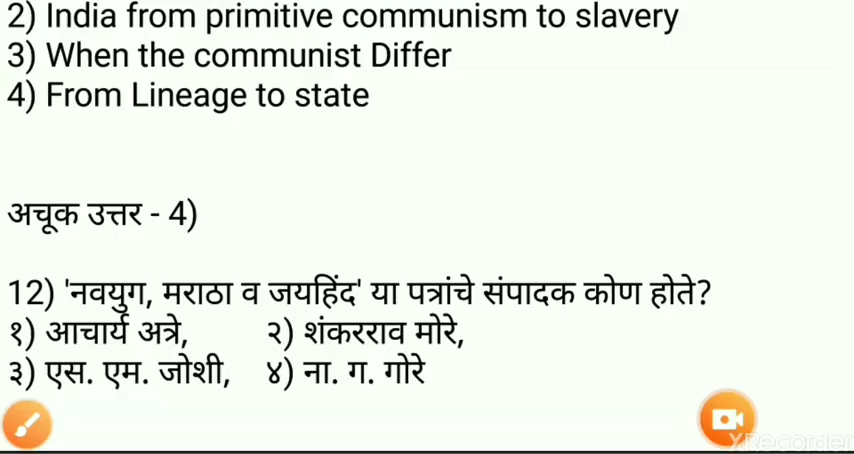 2) India from primitive communism to slavery
3) When the communist Differ
4) From Lineage to state
अचूक उत्तर - 4)
12) 'नवयुग, मराठा व जयहिंद' या पत्रांचे संपादक कोण होते?
१) आचार्य अत्रे, २) शंकरराव मोरे,
३) एस. एम. जोशी, ४) ना. ग. गोरे
XRecorder